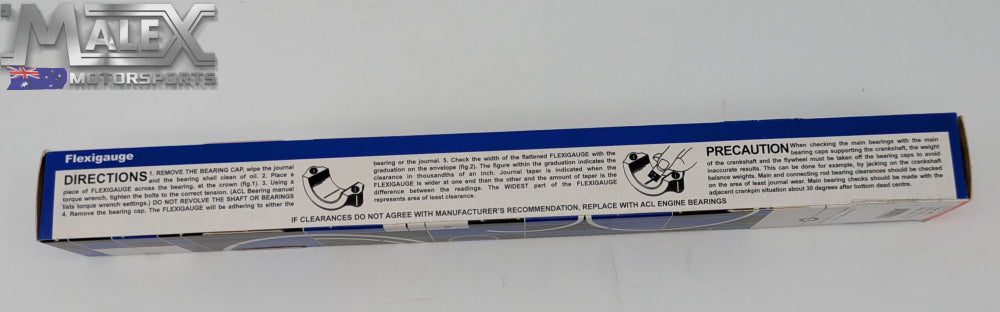 MALEX
MOTORSPORTS
Flexigauge
DIRECTIONS 1. REMOVE THE BEARING CAP, wipe the journal
and the bearing shell clean of oil. 2. Place a
piece of FLEXIGAUGE across the bearing, at the crown (fig.1). 3. Using a
torque wrench, tighten the bolts to the correct tension. (ACL Bearing manual
lists torque wrench settings.) DO NOT REVOLVE THE SHAFT OR BEARINGS
4. Remove the bearing cap. The FLEXIGAUGE will be adhering to either the
bearing or the journal. 5. Check the width of the flattened FLEXIGAUGE with the
graduation on the envelope (fig.2). The figure within the graduation indicates the
clearance in thousandths of an inch. Journal taper is indicated when the
FLEXIGAUGE is wider at one end than the other and the amount of taper is the
difference between the readings. The WIDEST part of the FLEXIGAUGE
represents area of least clearance.
PRECAUTION When checking the main bearings with the main
bearing caps supporting the crankshaft, the weight
of the crankshaft and the flywheel must be taken off the bearing caps to avoid
inaccurate results. This can be done for example, by jacking on the crankshaft
balance weights. Main and connecting rod bearing clearances should be checked
on the area of least journal wear. Main bearing checks should be made with the
adjacent crankpin situation about 30 degrees after bottom dead centre.
IF CLEARANCES DO NOT AGREE WITH MANUFACTURER'S RECOMMENDATION, REPLACE WITH ACL ENGINE BEARINGS